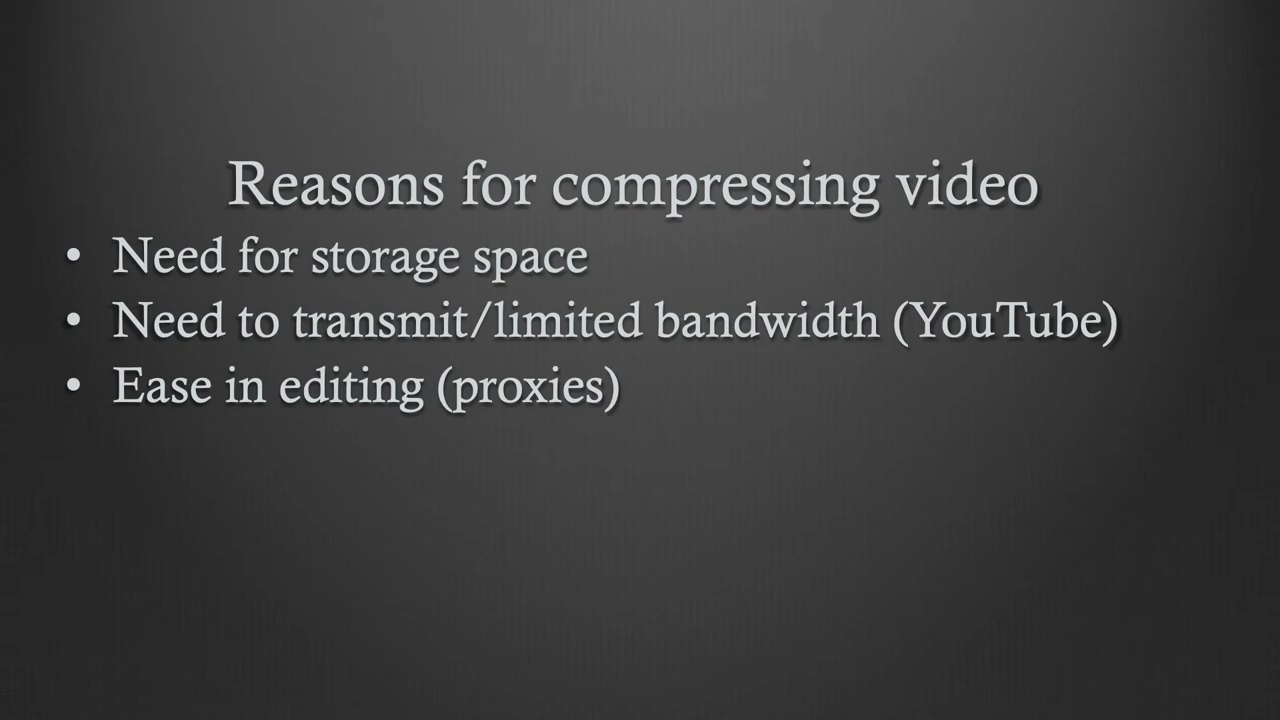 Reasons for compressing video
• Need for storage space
• Need to transmit/limited bandwidth (YouTube)
• Ease in editing (proxies)